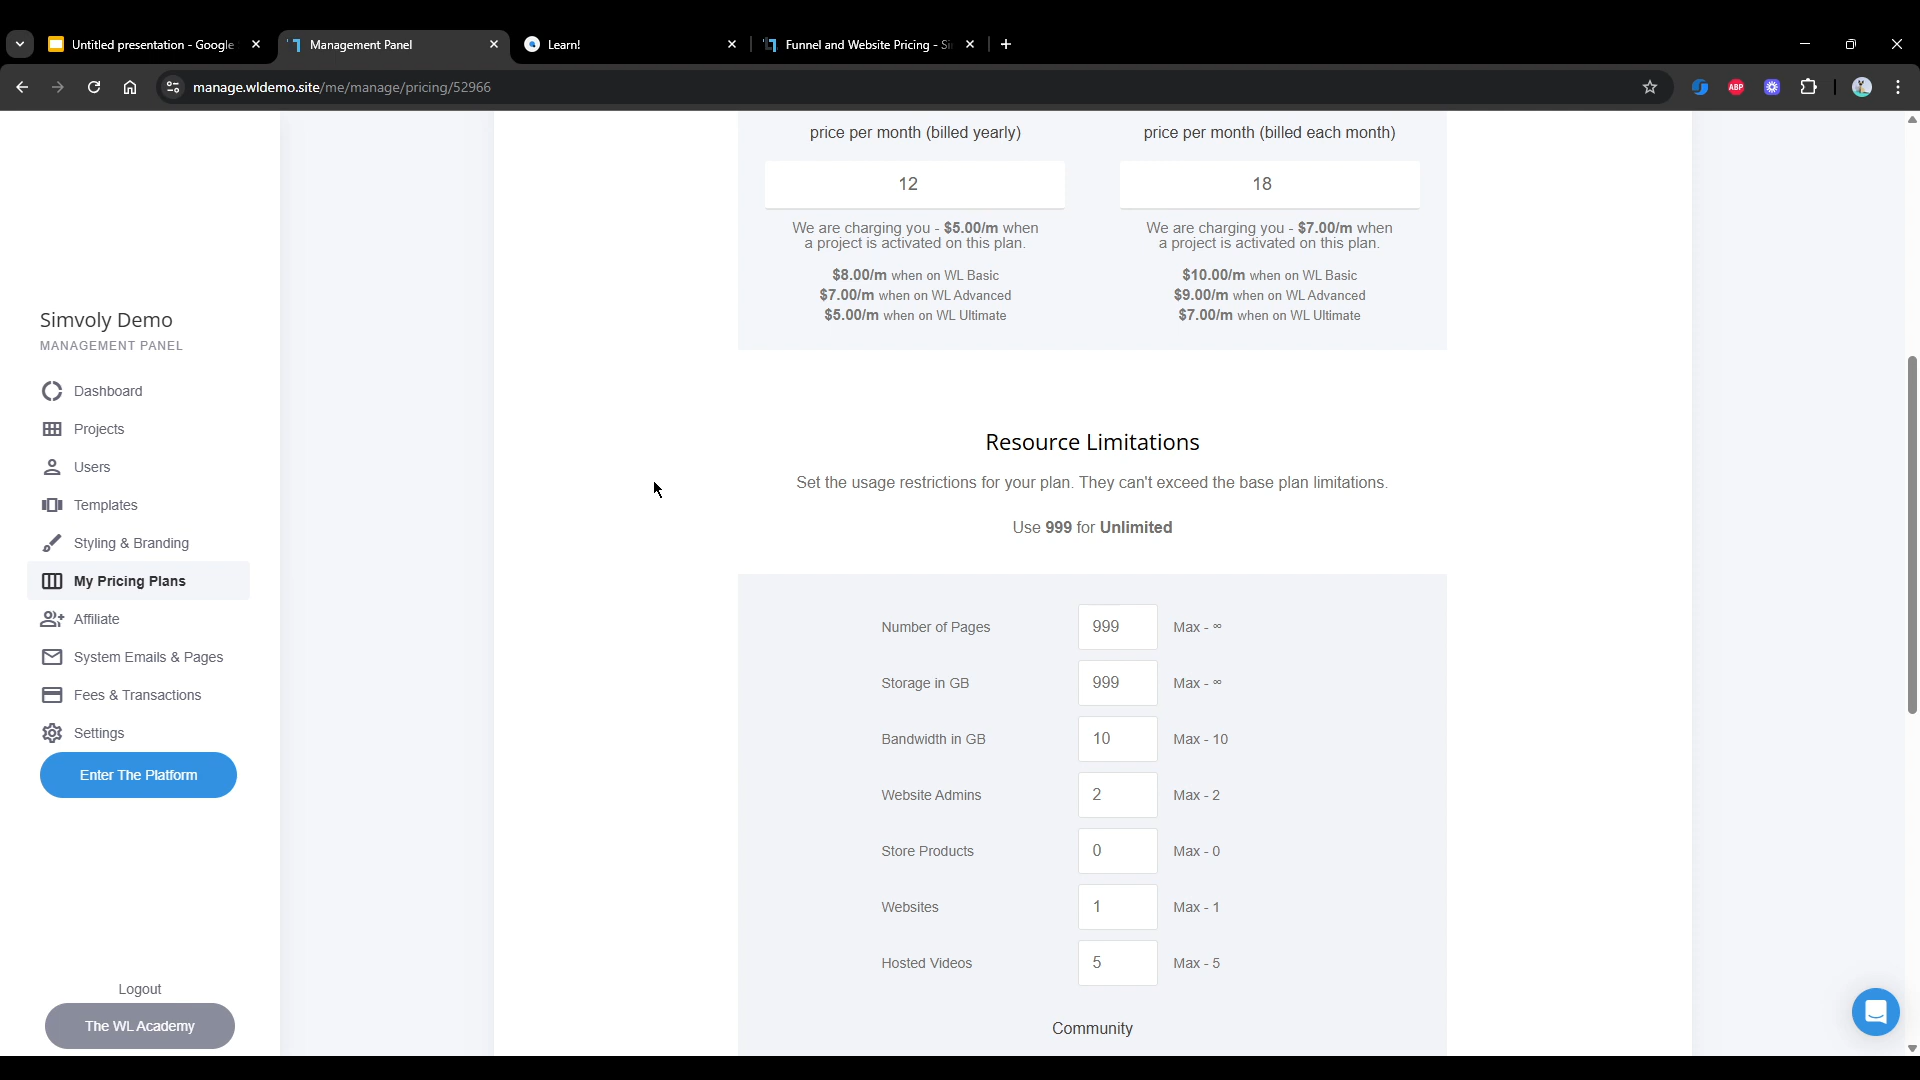 Untitled presentation - Google
Management Panel
Learn!
Funnel and Website Pricing - Si
manage.wldemo.site/me/manage/pricing/52966
ABP
Simvoly Demo
MANAGEMENT PANEL
Dashboard
Projects
Users
Templates
Styling & Branding
My Pricing Plans
Affiliate
System Emails & Pages
Fees & Transactions
Settings
Enter The Platform
Logout
The WL Academy
price per month (billed yearly)
12
We are charging you - $5.00/m when
a project is activated on this plan.
$8.00/m when on WL Basic
$7.00/m when on WL Advanced
$5.00/m when on WL Ultimate
price per month (billed each month)
18
We are charging you - $7.00/m when
a project is activated on this plan.
$10.00/m when on WL Basic
$9.00/m when on WL Advanced
$7.00/m when on WL Ultimate
Resource Limitations
Set the usage restrictions for your plan. They can't exceed the base plan limitations.
Use 999 for Unlimited
Number of Pages 999 Max - ∞
Storage in GB 999 Max - ∞
Bandwidth in GB 10 Max - 10
Website Admins 2 Max - 2
Store Products 0 Max - 0
Websites 1 Max - 1
Hosted Videos 5 Max - 5
Community